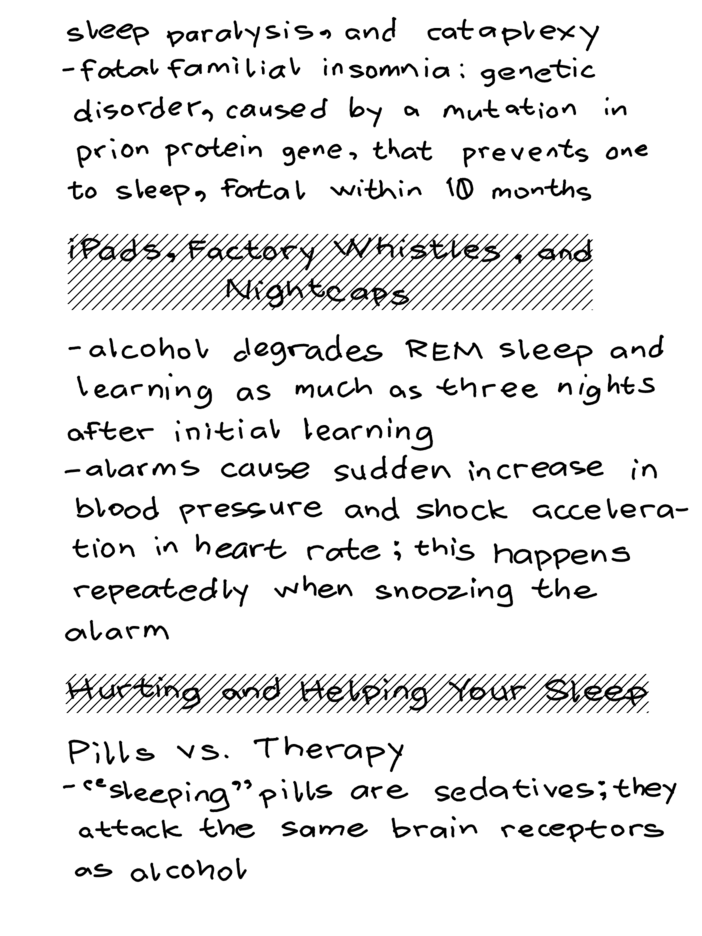 sleep paralysis, and cataplexy
-fatal familial insomnia: genetic
disorder, caused by a mutation in
prion protein gene, that prevents one
to sleep, fatal within 10 months
iPads, Factory Whistles, and
Nightcaps
-alcohol degrades REM sleep and
learning as much as three nights
after initial learning
-alarms cause sudden increase in
blood pressure and shock accelera-
tion in heart rate; this happens
repeatedly when snoozing the
alarm
Hurting and Helping Your Sleep
Pills vs. Therapy
-“sleeping” pills are sedatives; they
attack the same brain receptors
as alcohol